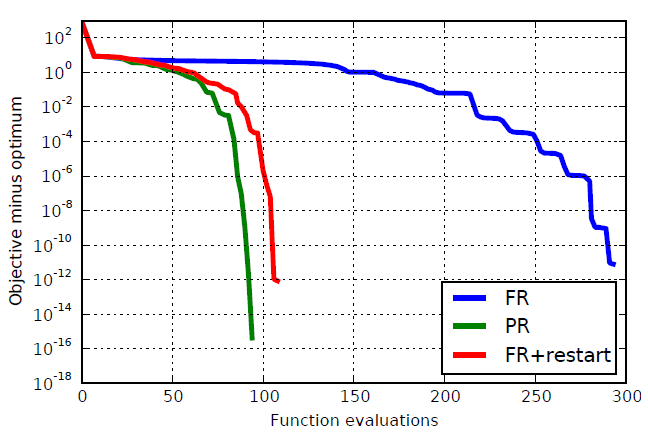 10^2
10^0
10^-2
10^-4
10^-6
10^-8
10^-10
10^-12
10^-14
10^-16
10^-18
Objective minus optimum
FR
PR
FR+restart
0 50 100 150 200 250 300
Function evaluations